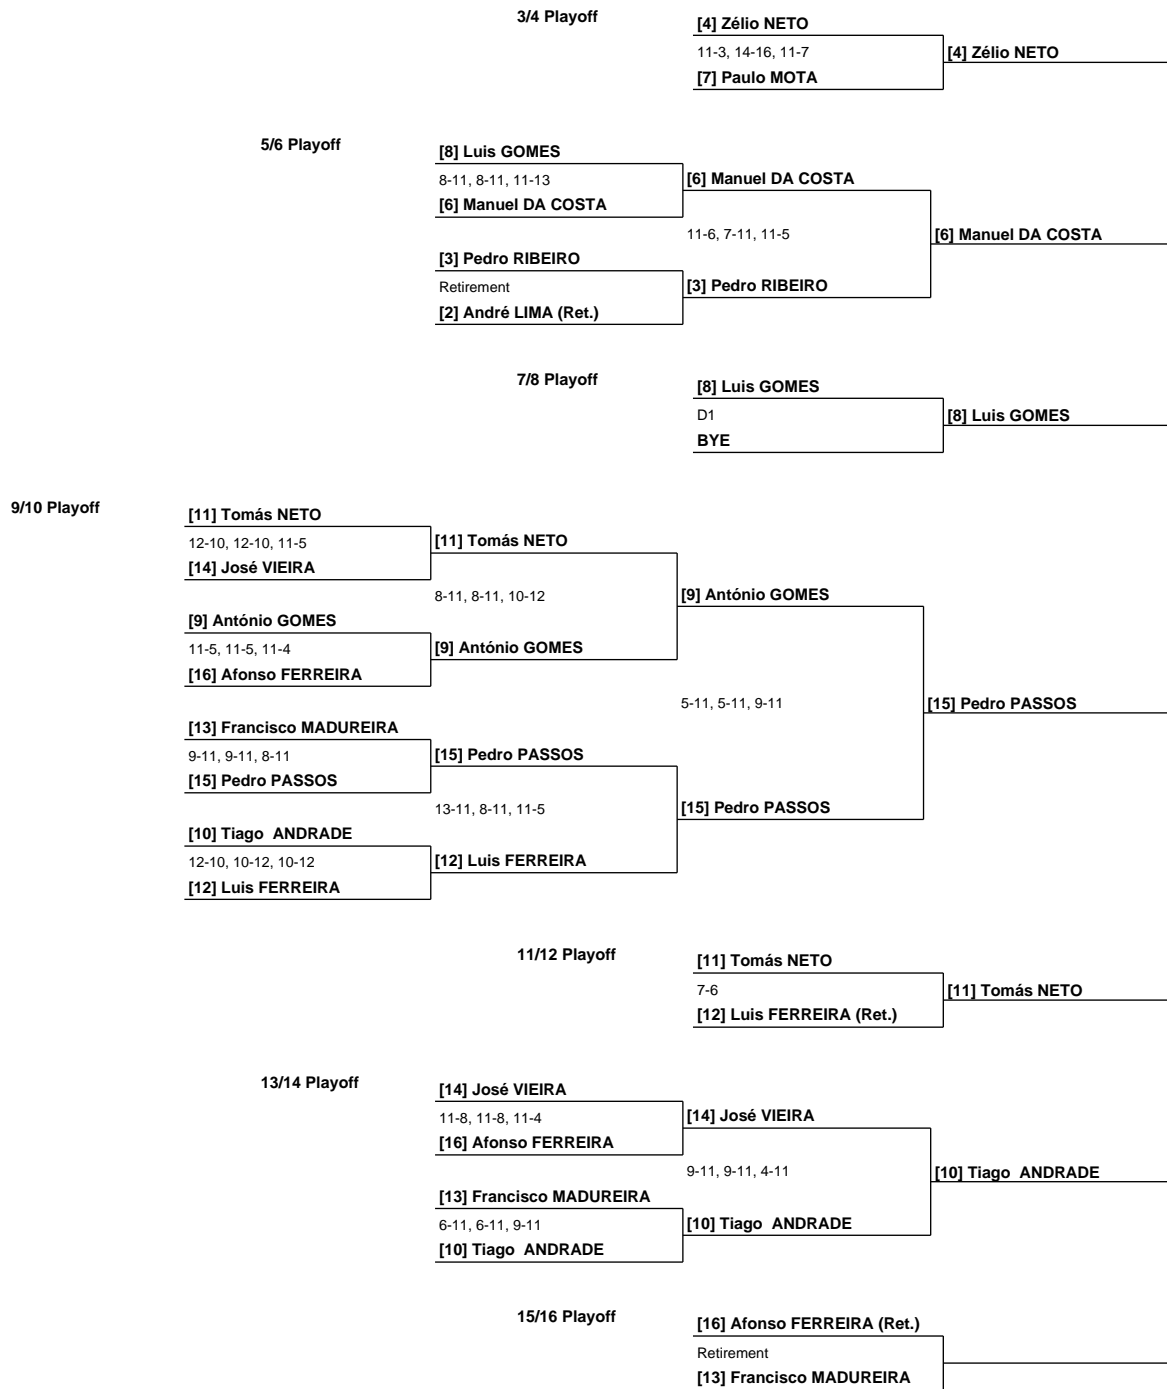 3/4 Playoff
[4] Zélio NETO
11-3, 14-16, 11-7
[4] Zélio NETO
[7] Paulo MOTA
5/6 Playoff
[8] Luis GOMES
8-11, 8-11, 11-13
[6] Manuel DA COSTA
[6] Manuel DA COSTA
11-6, 7-11, 11-5
[6] Manuel DA COSTA
[3] Pedro RIBEIRO
Retirement
[3] Pedro RIBEIRO
[2] André LIMA (Ret.)
7/8 Playoff
[8] Luis GOMES
D1
[8] Luis GOMES
BYE
9/10 Playoff
[11] Tomás NETO
12-10, 12-10, 11-5
[11] Tomás NETO
[14] José VIEIRA
8-11, 8-11, 10-12
[9] António GOMES
[9] António GOMES
11-5, 11-5, 11-4
[9] António GOMES
[16] Afonso FERREIRA
5-11, 5-11, 9-11
[15] Pedro PASSOS
[13] Francisco MADUREIRA
9-11, 9-11, 8-11
[15] Pedro PASSOS
[15] Pedro PASSOS
13-11, 8-11, 11-5
[15] Pedro PASSOS
[10] Tiago  ANDRADE
12-10, 10-12, 10-12
[12] Luis FERREIRA
[12] Luis FERREIRA
11/12 Playoff
[11] Tomás NETO
7-6
[11] Tomás NETO
[12] Luis FERREIRA (Ret.)
13/14 Playoff
[14] José VIEIRA
11-8, 11-8, 11-4
[14] José VIEIRA
[16] Afonso FERREIRA
9-11, 9-11, 4-11
[10] Tiago  ANDRADE
[13] Francisco MADUREIRA
6-11, 6-11, 9-11
[10] Tiago  ANDRADE
[10] Tiago  ANDRADE
15/16 Playoff
[16] Afonso FERREIRA (Ret.)
Retirement
[13] Francisco MADUREIRA